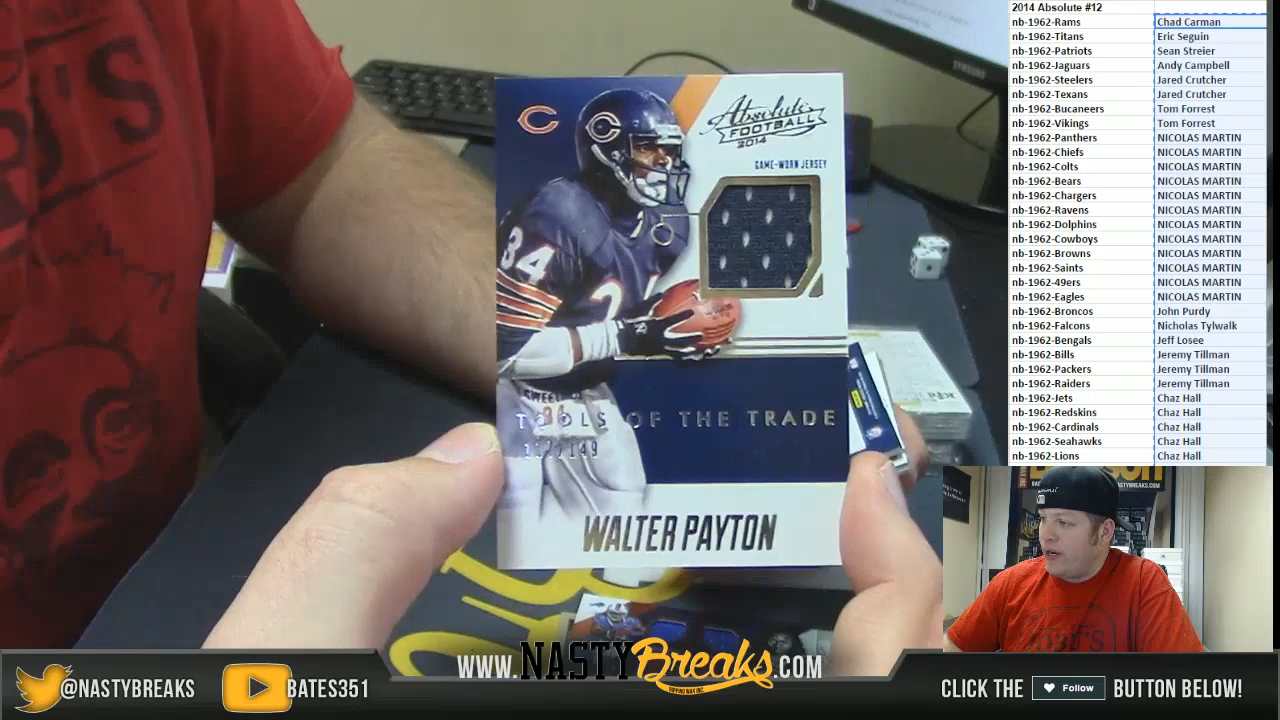 2014 Absolute #12
nb-1962-Rams Chad Carman
nb-1962-Titans Eric Seguin
nb-1962-Patriots Sean Streier
nb-1962-Jaguars Andy Campbell
nb-1962-Steelers Jared Crutcher
nb-1962-Texans Jared Crutcher
nb-1962-Bucaneers Tom Forrest
nb-1962-Vikings Tom Forrest
nb-1962-Panthers NICOLAS MARTIN
nb-1962-Chiefs NICOLAS MARTIN
nb-1962-Colts NICOLAS MARTIN
nb-1962-Bears NICOLAS MARTIN
nb-1962-Chargers NICOLAS MARTIN
nb-1962-Ravens NICOLAS MARTIN
nb-1962-Dolphins NICOLAS MARTIN
nb-1962-Cowboys NICOLAS MARTIN
nb-1962-Browns NICOLAS MARTIN
nb-1962-Saints NICOLAS MARTIN
nb-1962-49ers NICOLAS MARTIN
nb-1962-Eagles NICOLAS MARTIN
nb-1962-Broncos John Purdy
nb-1962-Falcons Nicholas Tylwalk
nb-1962-Bengals Jeff Losee
nb-1962-Bills Jeremy Tillman
nb-1962-Packers Jeremy Tillman
nb-1962-Raiders Jeremy Tillman
nb-1962-Jets Chaz Hall
nb-1962-Redskins Chaz Hall
nb-1962-Cardinals Chaz Hall
nb-1962-Seahawks Chaz Hall
nb-1962-Lions Chaz Hall
SAMSUNG
C
Absolute
FOOTBALL
2014
GAME-WORN JERSEY
34
TOOLS OF THE TRADE
WALTER PAYTON
WWW.NASTYBreaks.COM
@NASTYBREAKS
BATES351
CLICK THE Follow BUTTON BELOW!